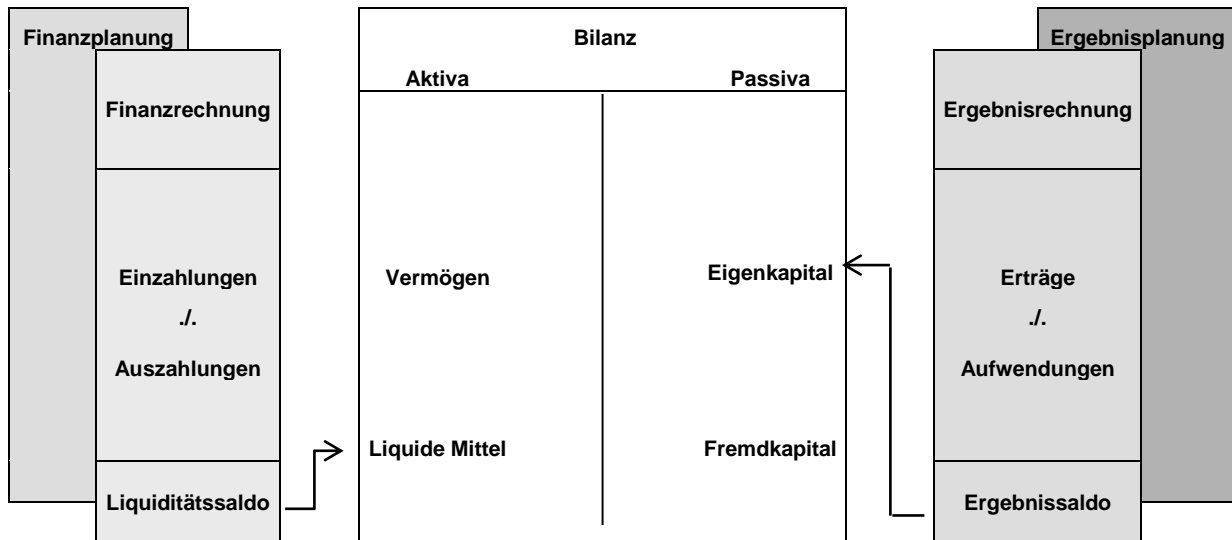 Finanzplanung
Finanzrechnung
Einzahlungen
./.
Auszahlungen
Liquiditätssaldo
Bilanz
Aktiva
Passiva
Vermögen
Eigenkapital
Liquide Mittel
Fremdkapital
Ergebnisplanung
Ergebnisrechnung
Erträge
./.
Aufwendungen
Ergebnissaldo